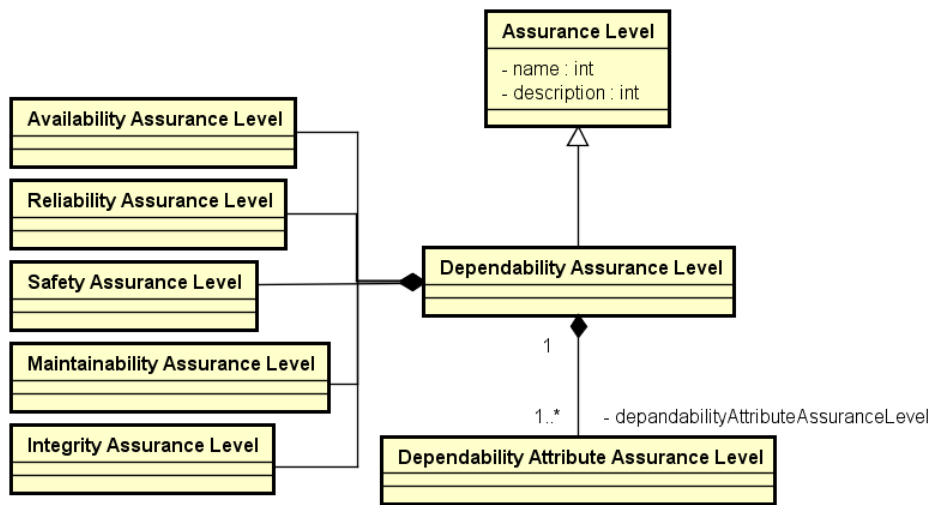 Assurance Level
- name : int
- description : int
Availability Assurance Level
Reliability Assurance Level
Safety Assurance Level
Maintainability Assurance Level
Integrity Assurance Level
Dependability Assurance Level
1
1..*
- depandabilityAttributeAssuranceLevel
Dependability Attribute Assurance Level